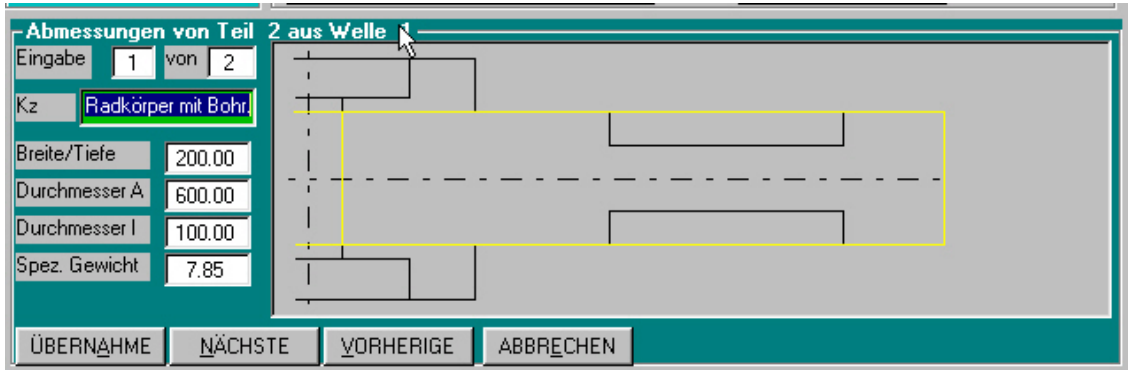 Abmessungen von Teil 2 aus Welle 1
Eingabe 1 von 2
Kz Radkörper mit Bohr.
Breite/Tiefe 200.00
Durchmesser A 600.00
Durchmesser I 100.00
Spez. Gewicht 7.85
ÜBERNAHME NÄCHSTE VORHERIGE ABBRECHEN